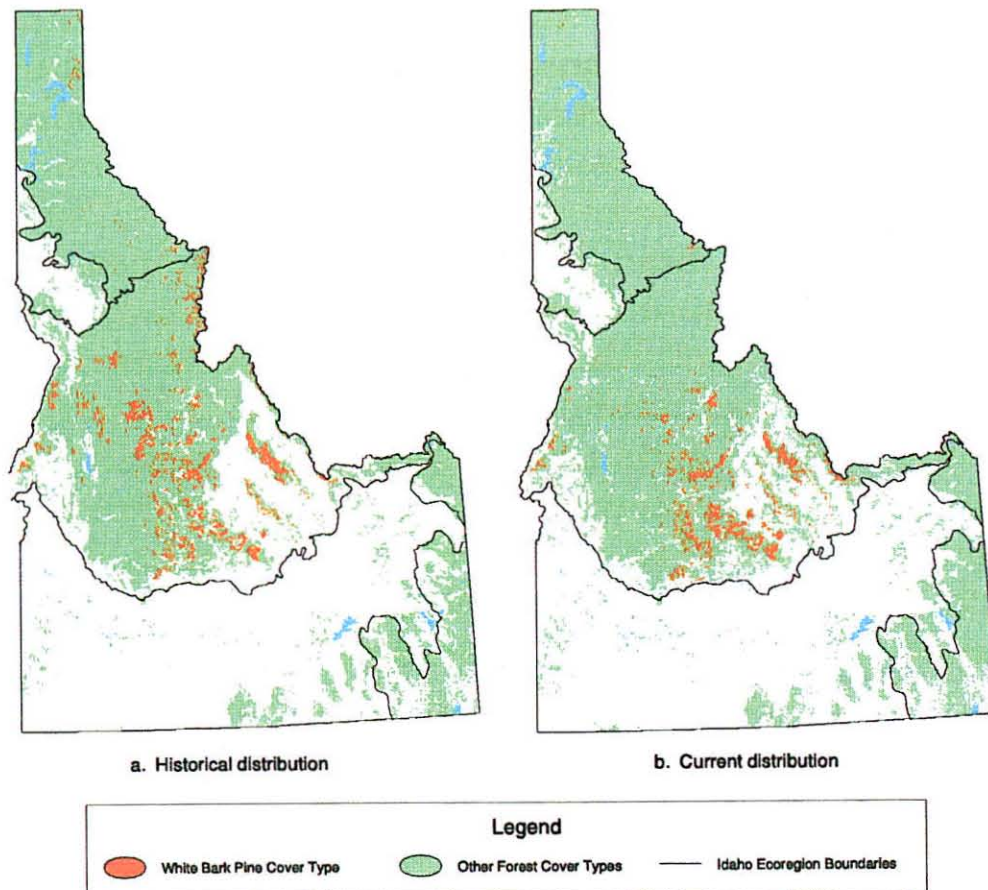 a. Historical distribution
b. Current distribution
Legend
White Bark Pine Cover Type
Other Forest Cover Types
Idaho Ecoregion Boundaries